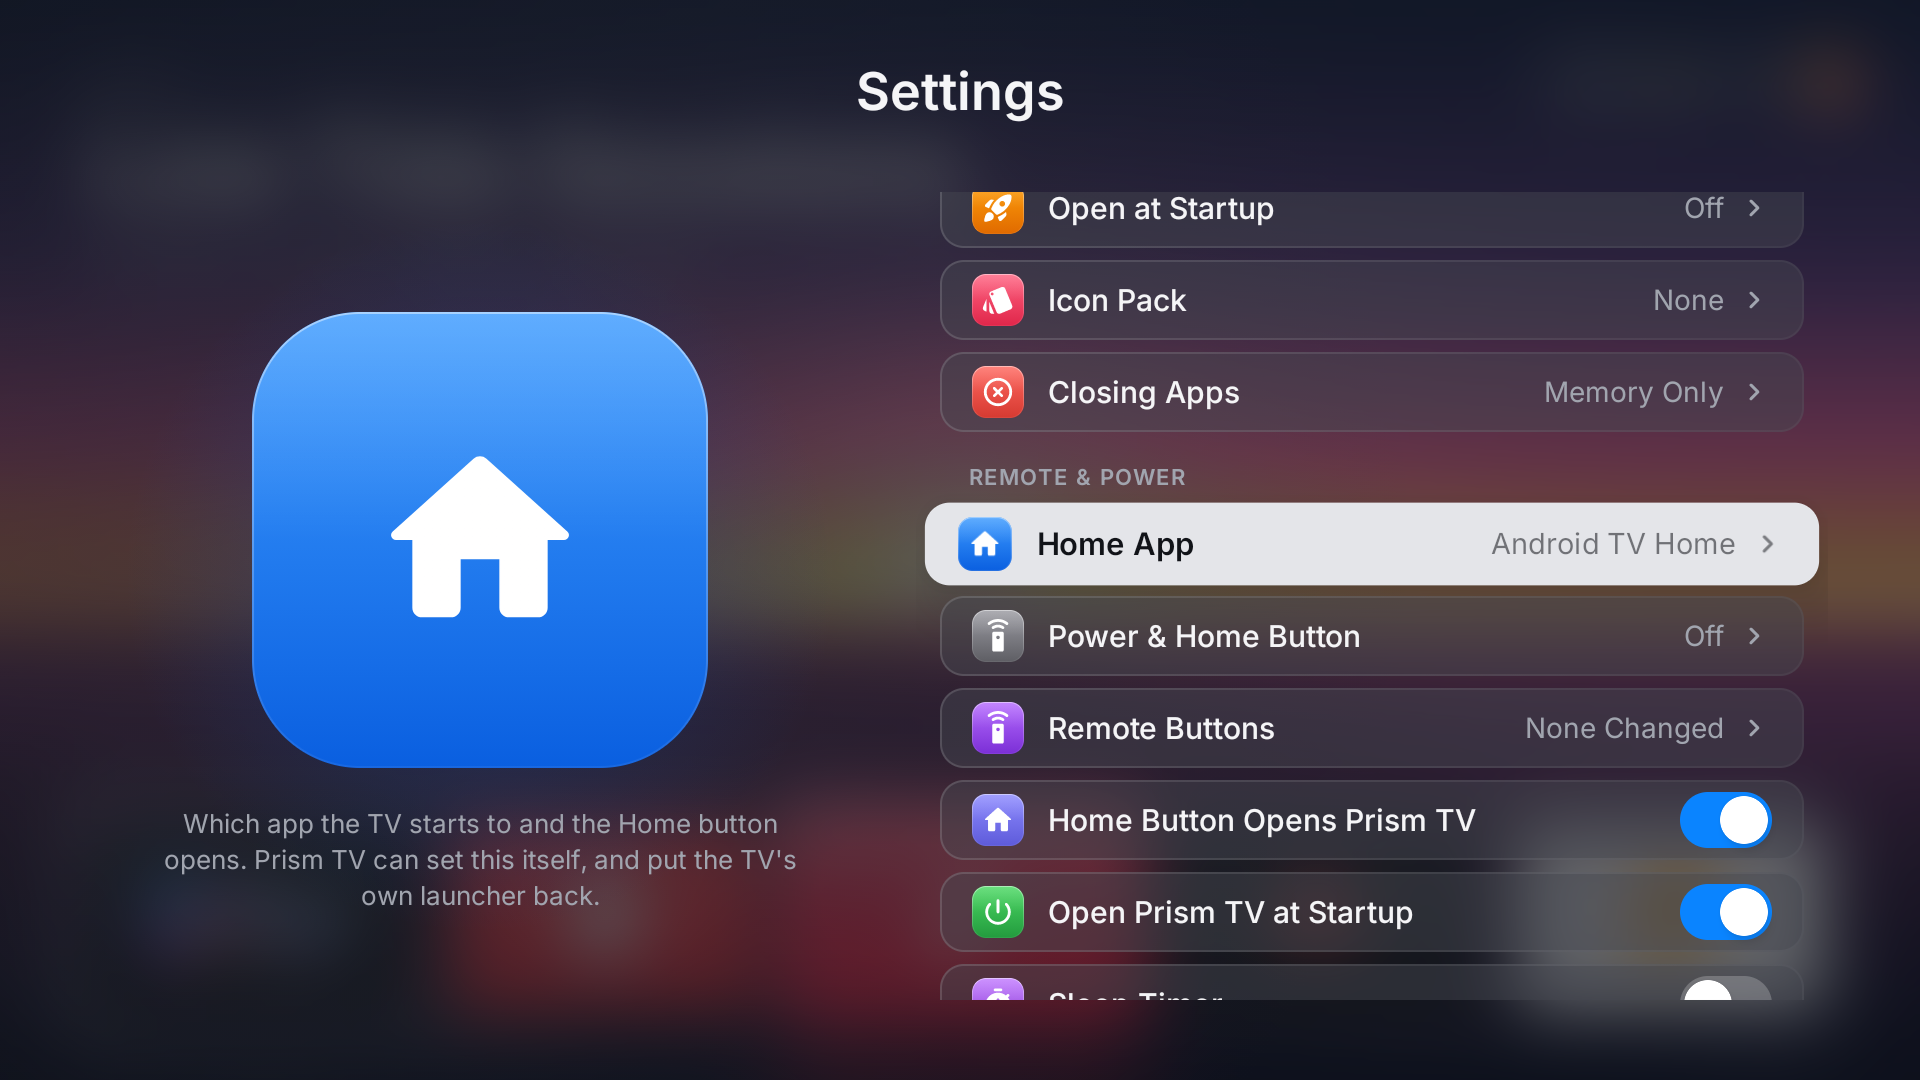 Settings
Open at Startup Off
Icon Pack None
Closing Apps Memory Only
REMOTE & POWER
Home App Android TV Home
Power & Home Button Off
Remote Buttons None Changed
Home Button Opens Prism TV
Open Prism TV at Startup
Sleep Timer
Which app the TV starts to and the Home button
opens. Prism TV can set this itself, and put the TV's
own launcher back.